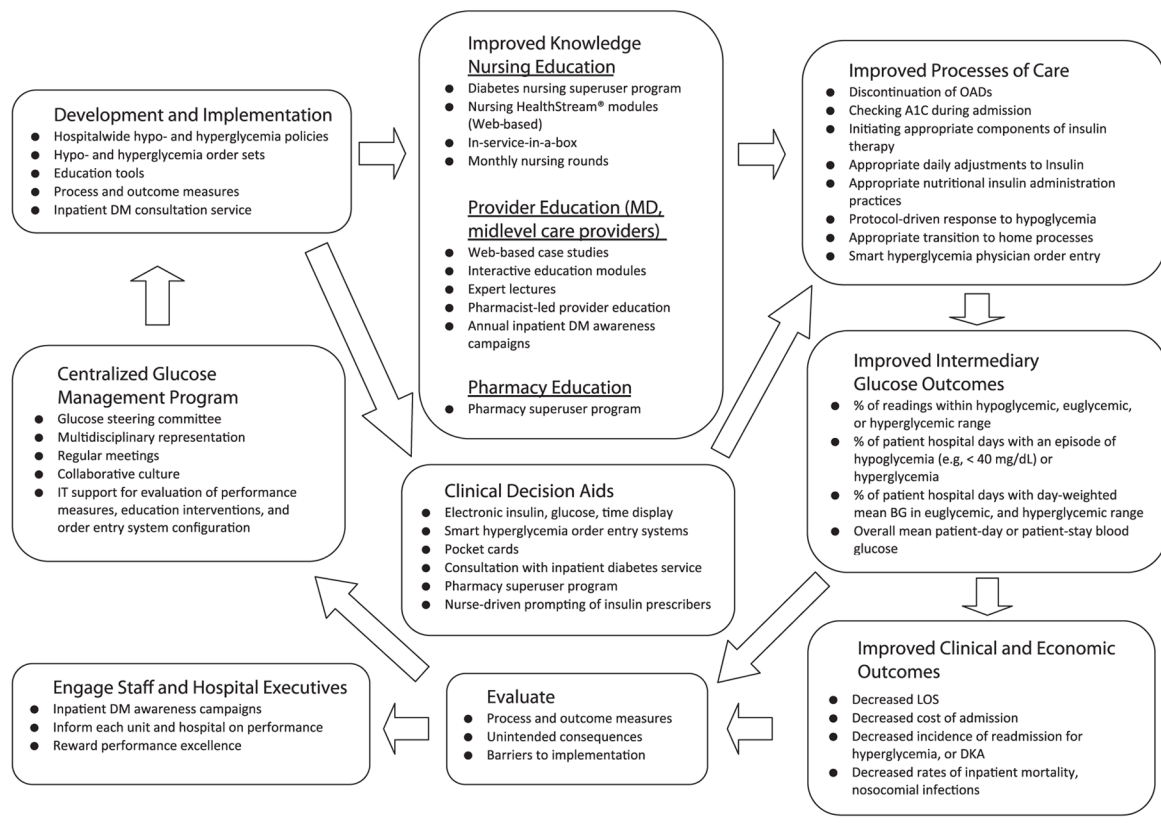 Development and Implementation
● Hospitalwide hypo- and hyperglycemia policies
● Hypo- and hyperglycemia order sets
● Education tools
● Process and outcome measures
● Inpatient DM consultation service
Improved Knowledge
Nursing Education
● Diabetes nursing superuser program
● Nursing HealthStream® modules
(Web-based)
● In-service-in-a-box
● Monthly nursing rounds
Provider Education (MD,
midlevel care providers)
● Web-based case studies
● Interactive education modules
● Expert lectures
● Pharmacist-led provider education
● Annual inpatient DM awareness
campaigns
Pharmacy Education
● Pharmacy superuser program
Improved Processes of Care
● Discontinuation of OADs
● Checking A1C during admission
● Initiating appropriate components of insulin
therapy
● Appropriate daily adjustments to Insulin
● Appropriate nutritional insulin administration
practices
● Protocol-driven response to hypoglycemia
● Appropriate transition to home processes
● Smart hyperglycemia physician order entry
Centralized Glucose
Management Program
● Glucose steering committee
● Multidisciplinary representation
● Regular meetings
● Collaborative culture
● IT support for evaluation of performance
measures, education interventions, and
order entry system configuration
Clinical Decision Aids
● Electronic insulin, glucose, time display
● Smart hyperglycemia order entry systems
● Pocket cards
● Consultation with inpatient diabetes service
● Pharmacy superuser program
● Nurse-driven prompting of insulin prescribers
Improved Intermediary
Glucose Outcomes
● % of readings within hypoglycemic, euglycemic,
or hyperglycemic range
● % of patient hospital days with an episode of
hypoglycemia (e.g, < 40 mg/dL) or
hyperglycemia
● % of patient hospital days with day-weighted
mean BG in euglycemic, and hyperglycemic range
● Overall mean patient-day or patient-stay blood
glucose
Engage Staff and Hospital Executives
● Inpatient DM awareness campaigns
● Inform each unit and hospital on performance
● Reward performance excellence
Evaluate
● Process and outcome measures
● Unintended consequences
● Barriers to implementation
Improved Clinical and Economic
Outcomes
● Decreased LOS
● Decreased cost of admission
● Decreased incidence of readmission for
hyperglycemia, or DKA
● Decreased rates of inpatient mortality,
nosocomial infections